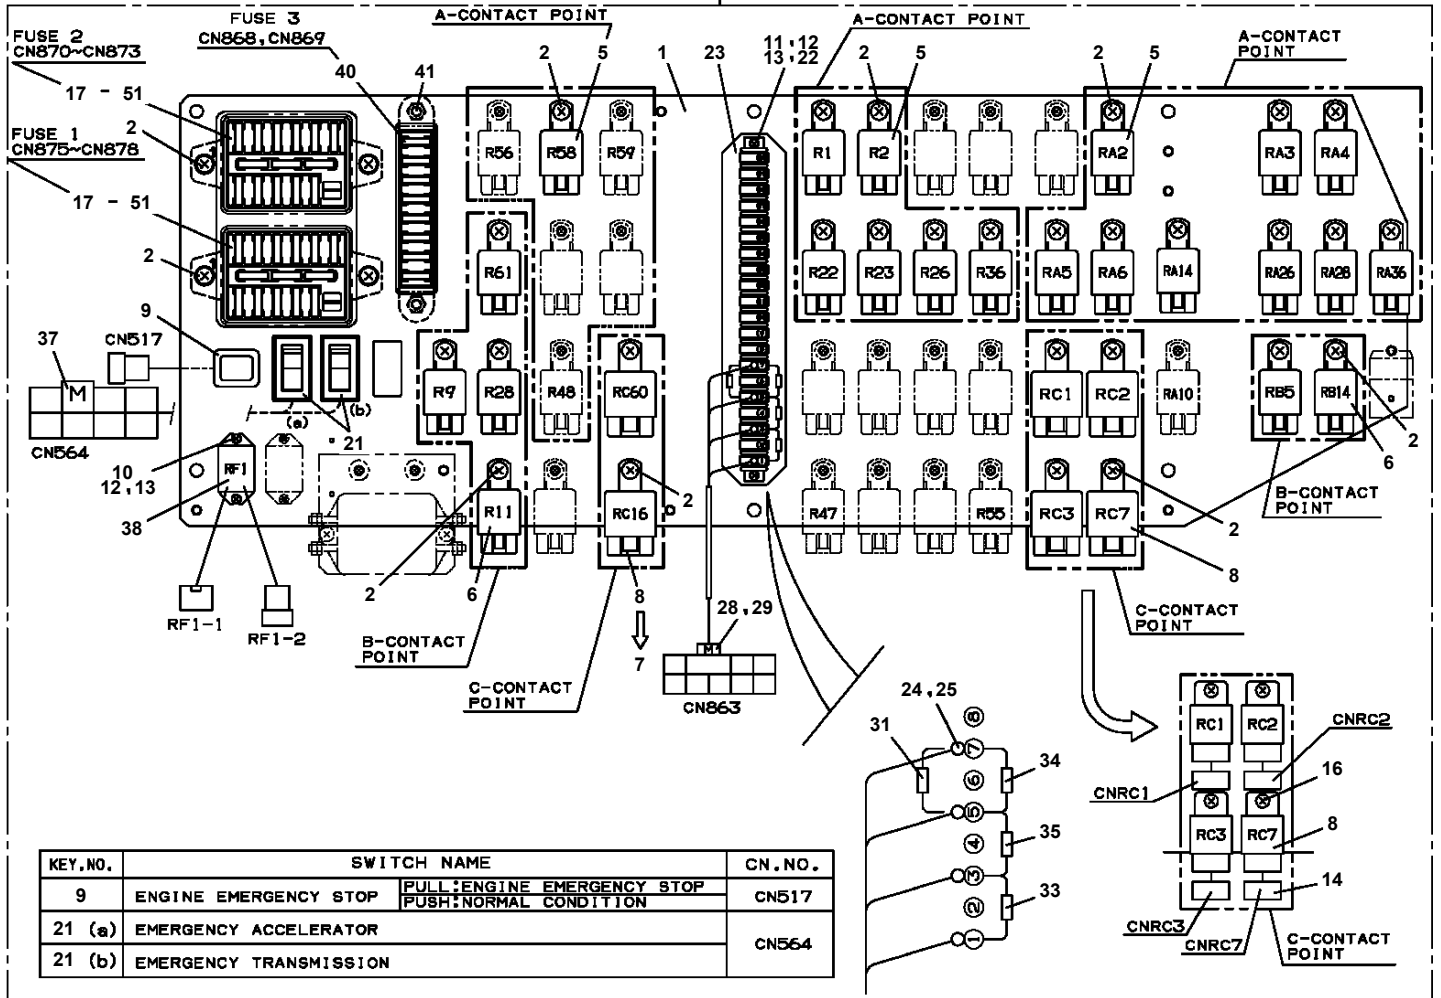 FUSE 3
CN868,CN869
A-CONTACT POINT
A-CONTACT POINT
A-CONTACT
POINT
FUSE 2
CN870~CN873
17 - 51
2
FUSE 1
CN875~CN878
17 - 51
2
40
41
2
5
1
23
11,12
13,22
2
5
2
5
R56
R58
R59
R1
R2
RA2
RA3
RA4
R61
R22
R23
R26
R36
RA5
RA6
RA14
RA26
RA28
RA36
9
37
CN517
M
CN564
(a)
(b)
21
R9
R28
R48
RC60
RC1
RC2
RA10
RB5
RB14
2
6
10
12,13
38
RF1
R11
RC16
2
R47
R55
RC3
RC7
2
8
B-CONTACT
POINT
RF1-1
RF1-2
2
6
8
7
28,29
M
CN863
B-CONTACT
POINT
C-CONTACT
POINT
C-CONTACT
POINT
24,25
31
34
35
33
8
7
6
5
4
3
2
1
RC1
RC2
CNRC2
CNRC1
16
RC3
RC7
8
14
CNRC3
CNRC7
C-CONTACT
POINT
KEY.NO. SWITCH NAME CN.NO.
9 ENGINE EMERGENCY STOP PULL:ENGINE EMERGENCY STOP CN517
PUSH:NORMAL CONDITION
21 (a) EMERGENCY ACCELERATOR CN564
21 (b) EMERGENCY TRANSMISSION